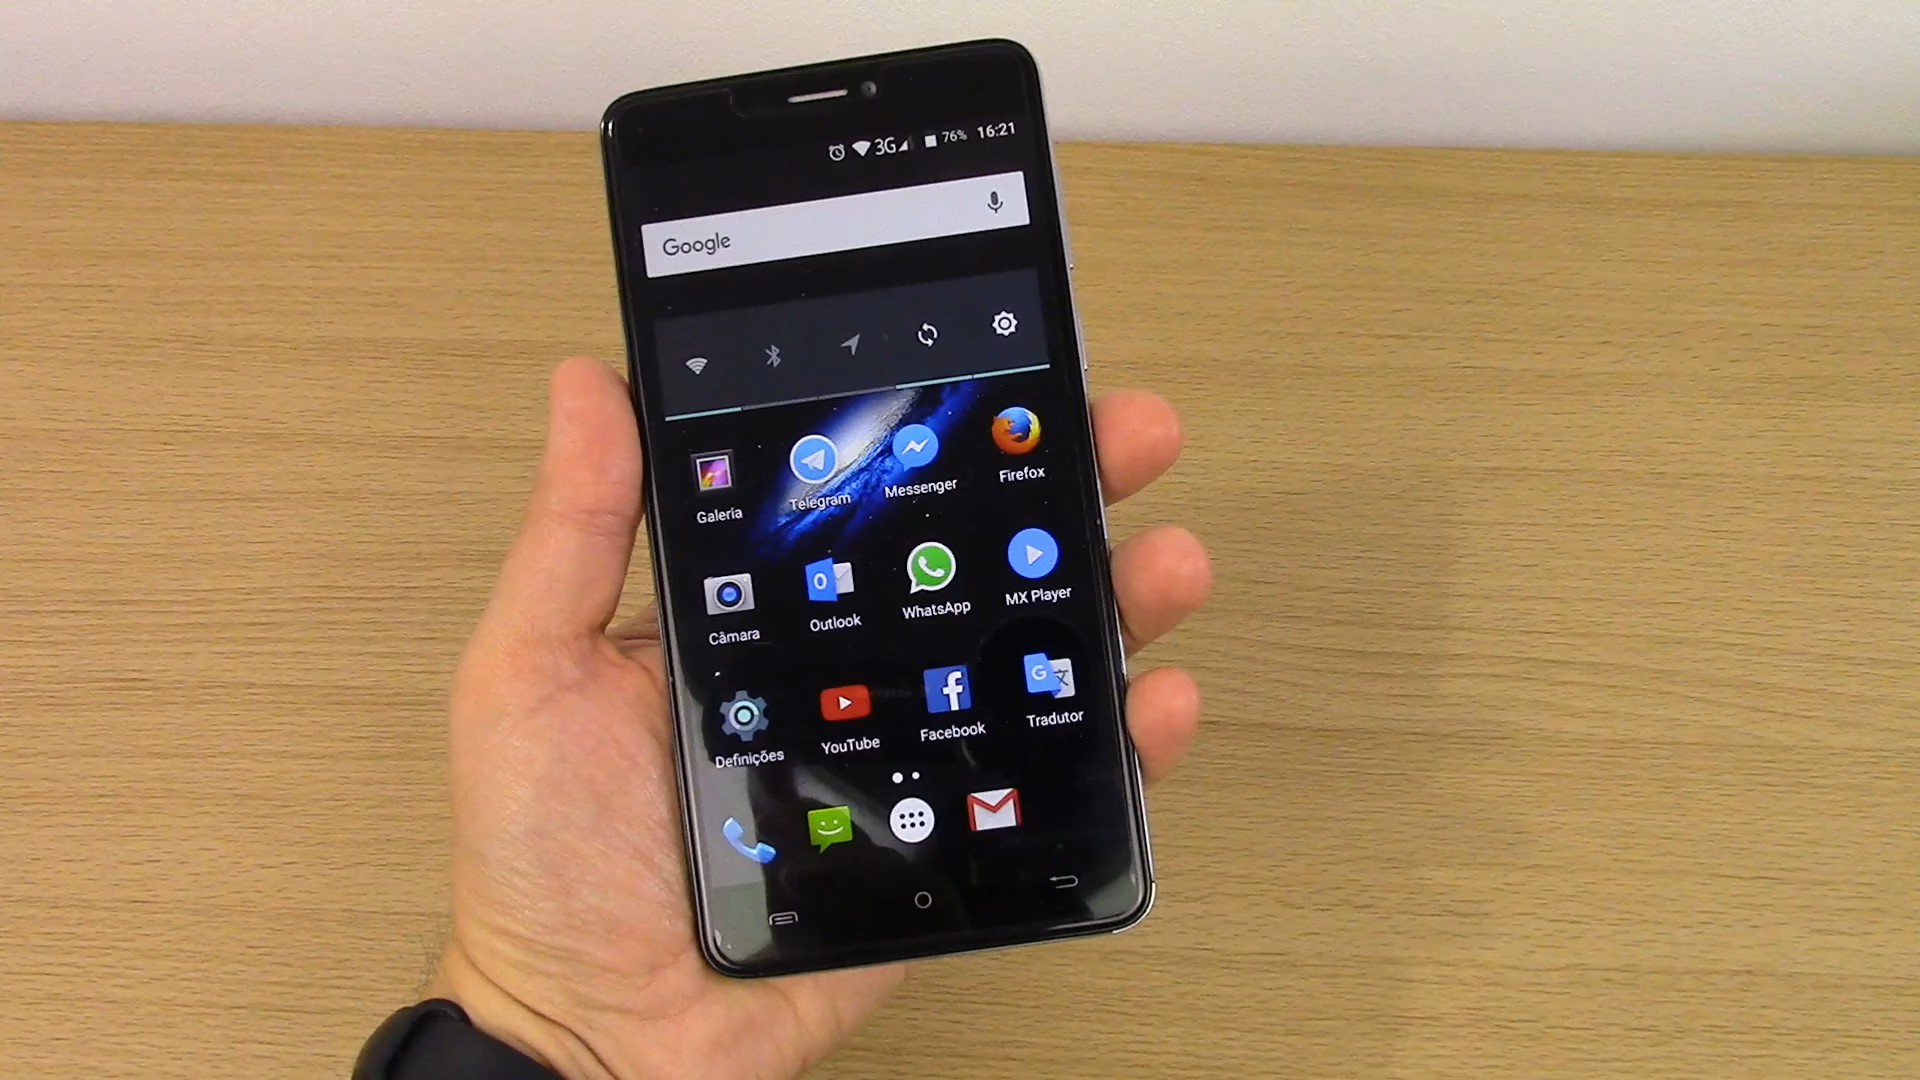 3G 76% 16:21
Google
Galeria Telegram Messenger Firefox
Câmara Outlook WhatsApp MX Player
Definições YouTube Facebook Tradutor